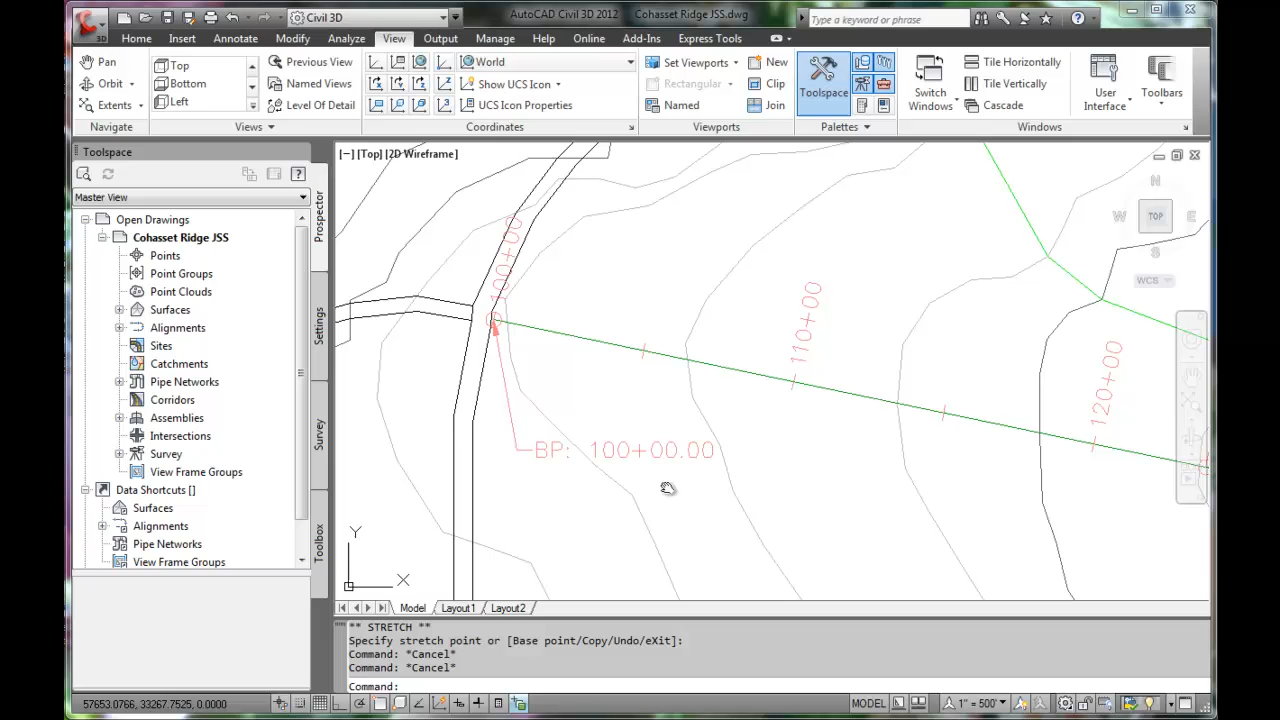 Civil 3D
AutoCAD Civil 3D 2012
Cohasset Ridge JSS.dwg
Type a keyword or phrase
Home
Insert
Annotate
Modify
Analyze
View
Output
Manage
Help
Online
Add-Ins
Express Tools
Pan
Orbit
Extents
Navigate
Top
Bottom
Left
Previous View
Named Views
Level Of Detail
Views
World
Show UCS Icon
UCS Icon Properties
Coordinates
Set Viewports
Rectangular
Named
New
Clip
Join
Viewports
Toolspace
Palettes
Switch
Windows
Tile Horizontally
Tile Vertically
Cascade
Windows
User
Interface
Toolbars
Toolspace
Master View
Open Drawings
Cohasset Ridge JSS
Points
Point Groups
Point Clouds
Surfaces
Alignments
Sites
Catchments
Pipe Networks
Corridors
Assemblies
Intersections
Survey
View Frame Groups
Data Shortcuts []
Surfaces
Alignments
Pipe Networks
View Frame Groups
Prospector
Settings
Survey
Toolbox
[−] [Top] [2D Wireframe]
N
W
TOP
E
S
WCS
100+00
110+00
120+00
BP: 100+00.00
Y
X
Model
Layout1
Layout2
** STRETCH **
Specify stretch point or [Base point/Copy/Undo/eXit]:
Command: *Cancel*
Command: *Cancel*
Command:
57653.0766, 33267.7525, 0.0000
MODEL
1" = 500'